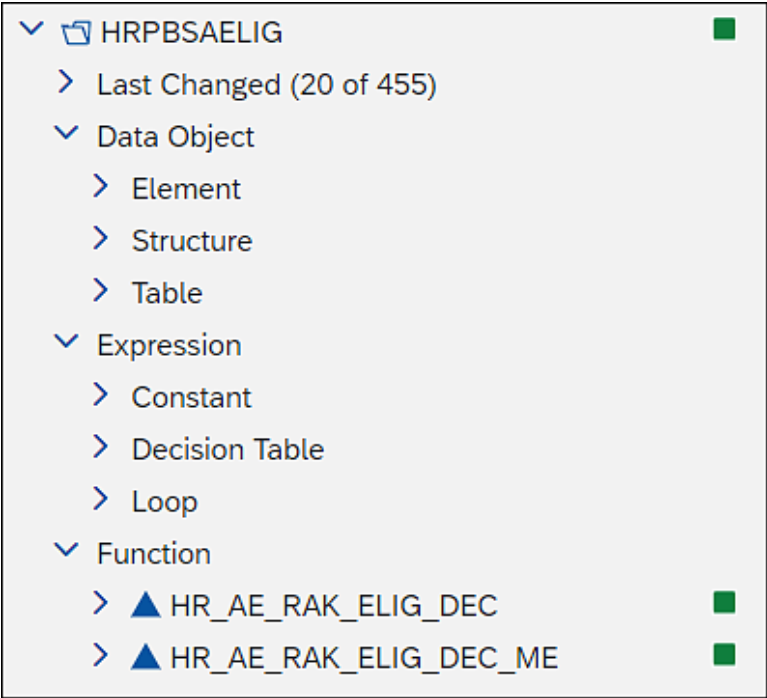 HRPBSAELIG
Last Changed (20 of 455)
Data Object
Element
Structure
Table
Expression
Constant
Decision Table
Loop
Function
HR_AE_RAK_ELIG_DEC
HR_AE_RAK_ELIG_DEC_ME